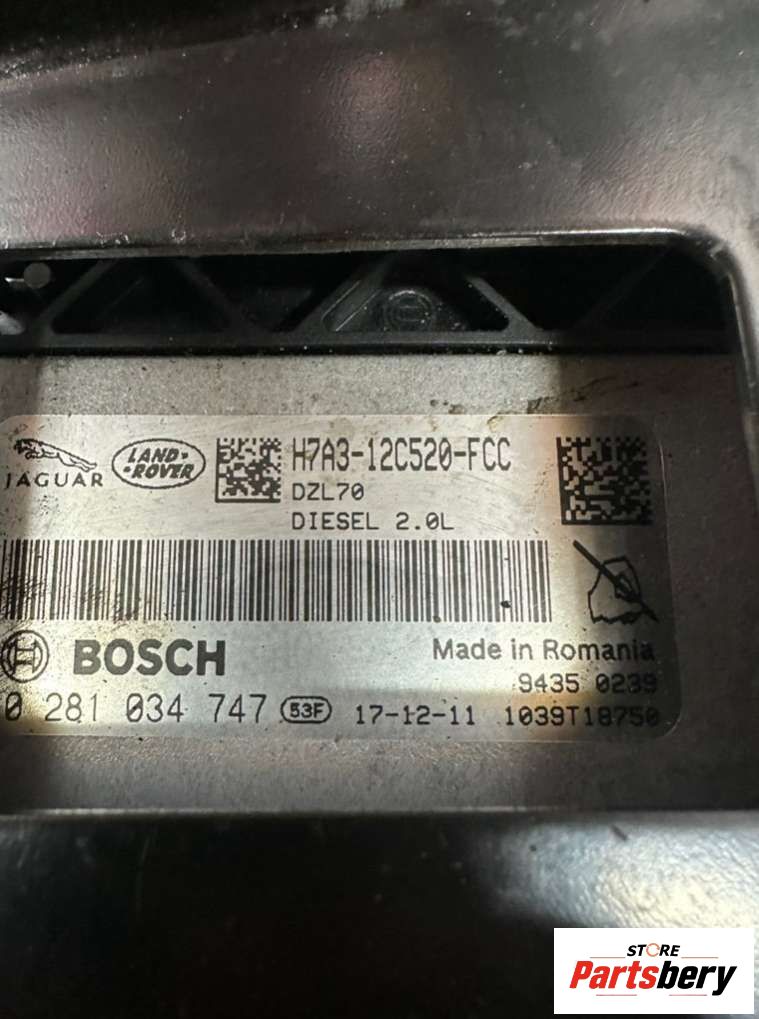 JAGUAR
LAND-
-ROVER
H7A3-12C520-FCC
DZL70
DIESEL 2.0L
BOSCH
Made in Romania
9435 0239
0 281 034 747 53F 17-12-11 1039T18750
STORE
Partsbery